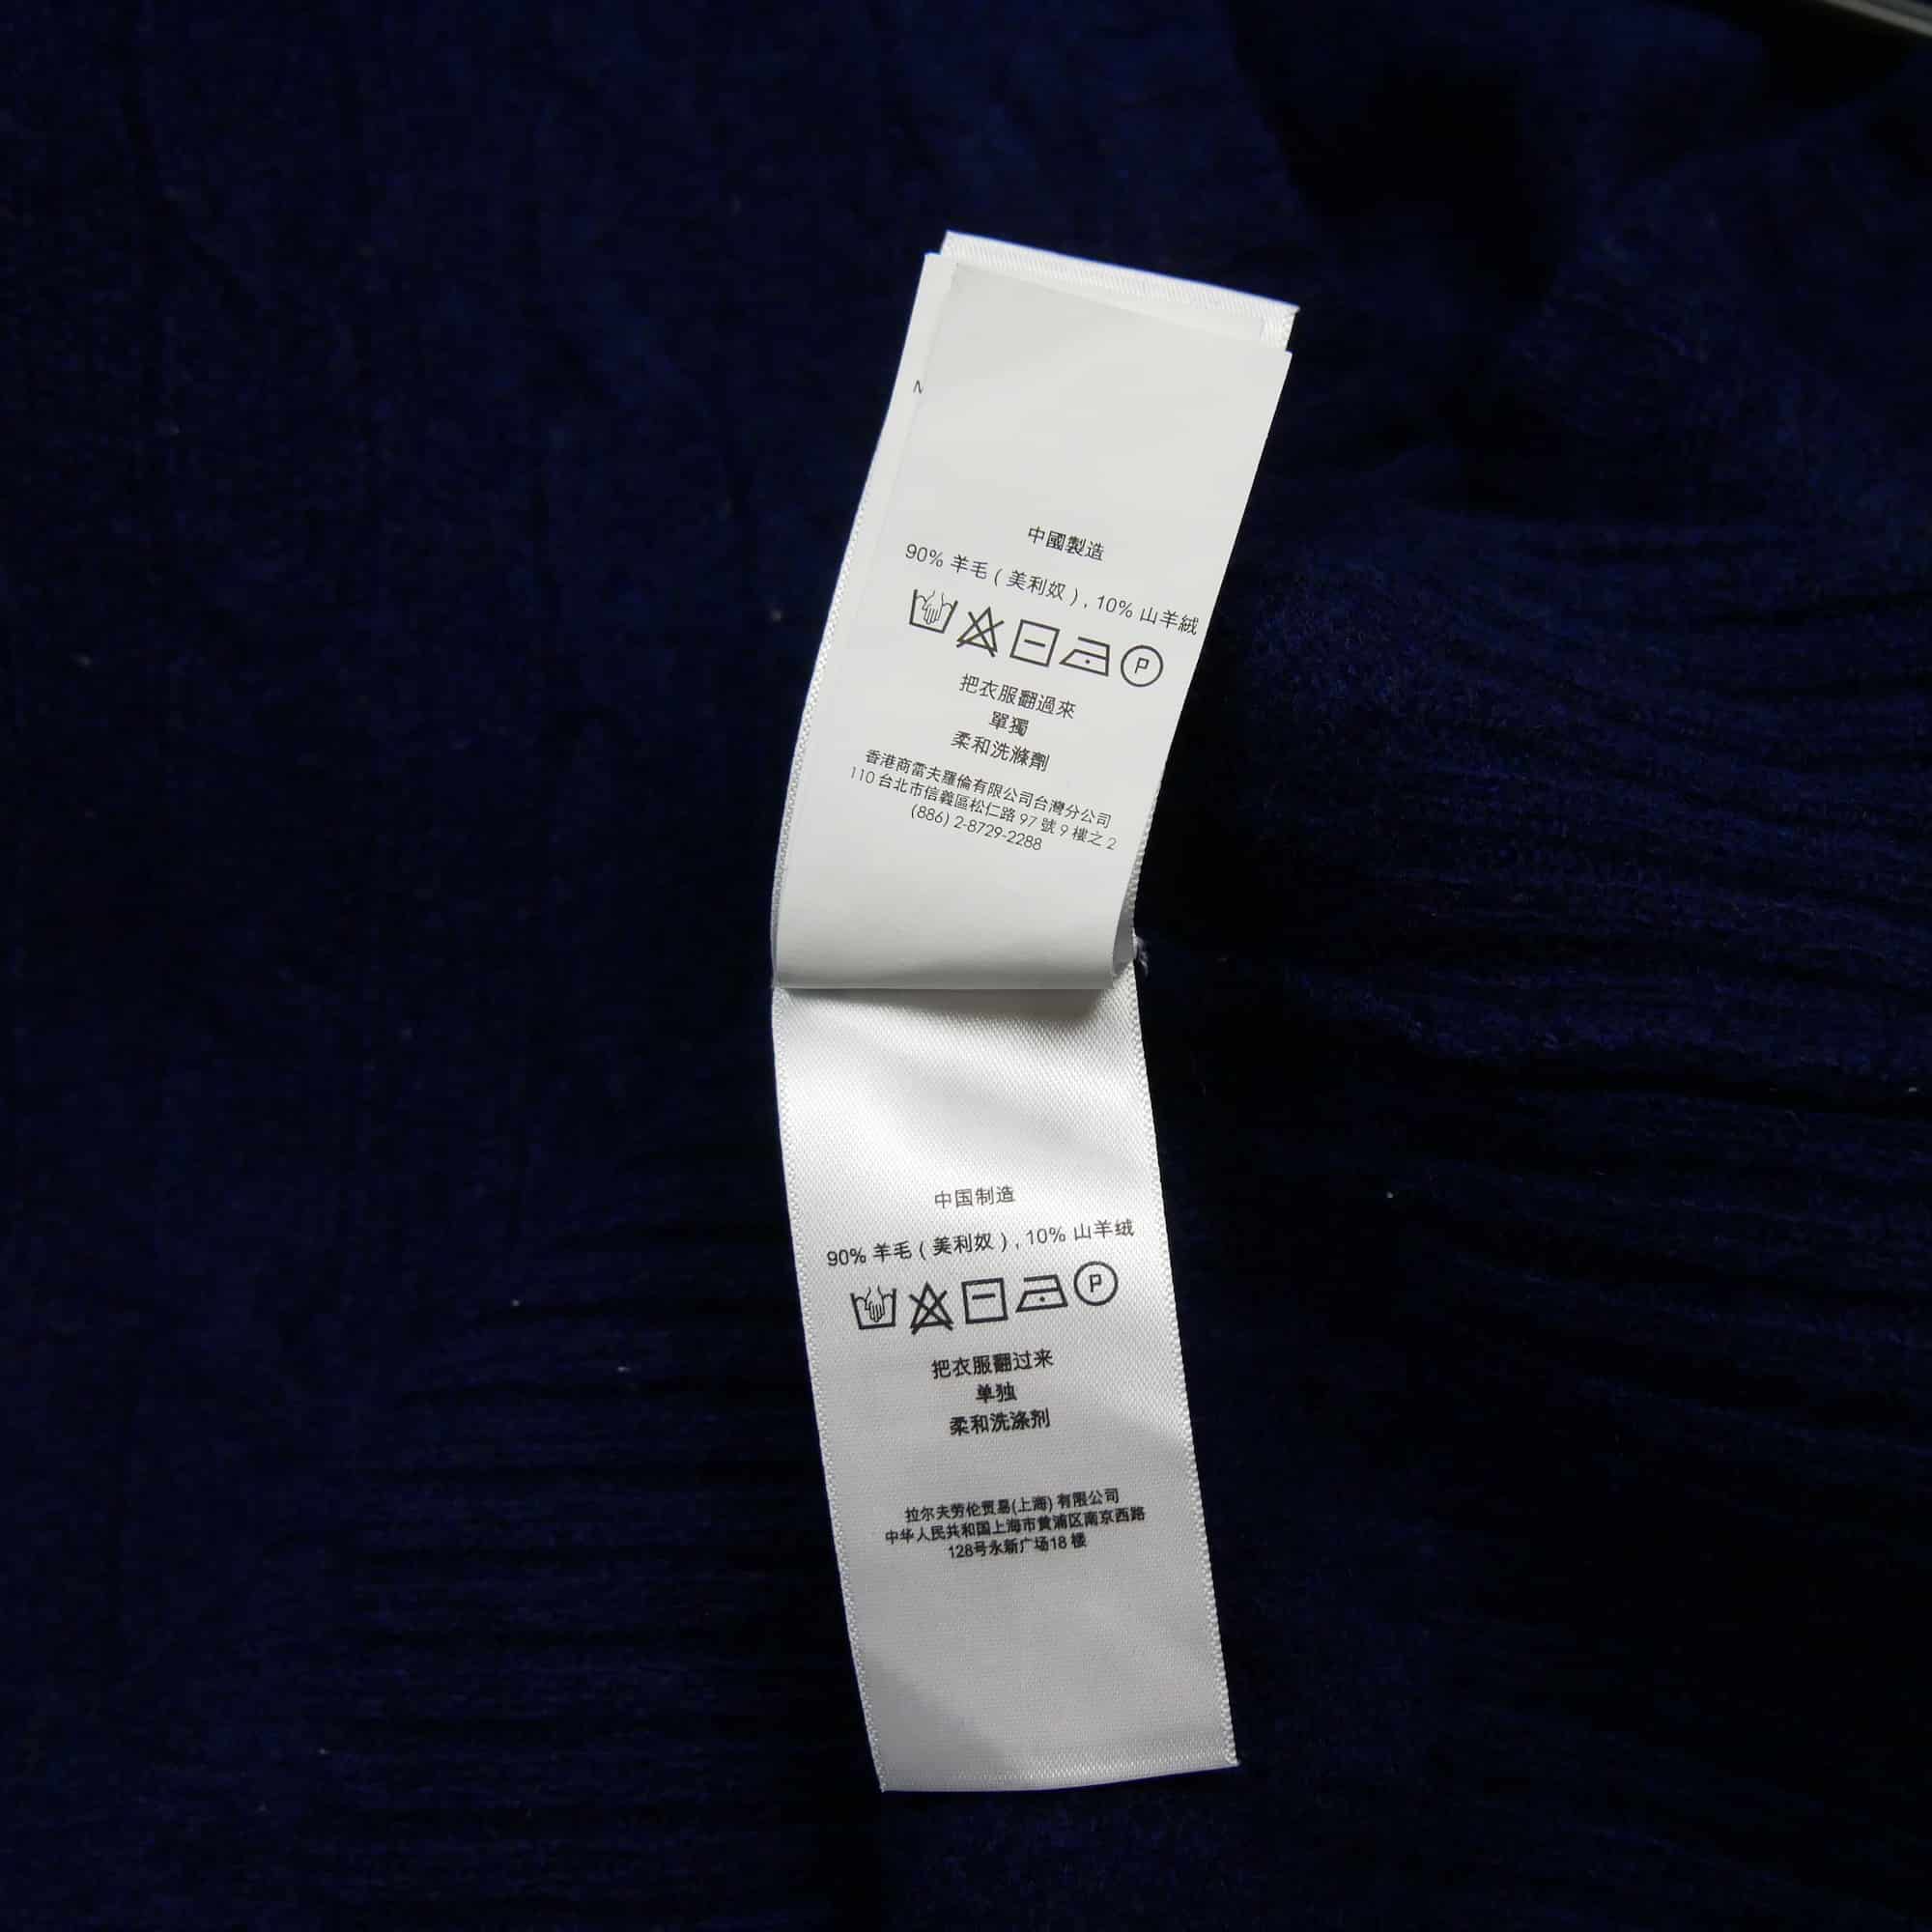 N
中國製造
90% 羊毛 ( 美利奴 ) , 10% 山羊絨
P
把衣服翻過來
單獨
柔和洗滌劑
香港商雷夫羅倫有限公司台灣分公司
110 台北市信義區松仁路 97 號 9 樓之 2
(886) 2-8729-2288
中国制造
90% 羊毛 ( 美利奴 ) , 10% 山羊绒
P
把衣服翻过来
单独
柔和洗涤剂
拉尔夫劳伦贸易(上海) 有限公司
中华人民共和国上海市黄浦区南京西路
128号永新广场18 楼